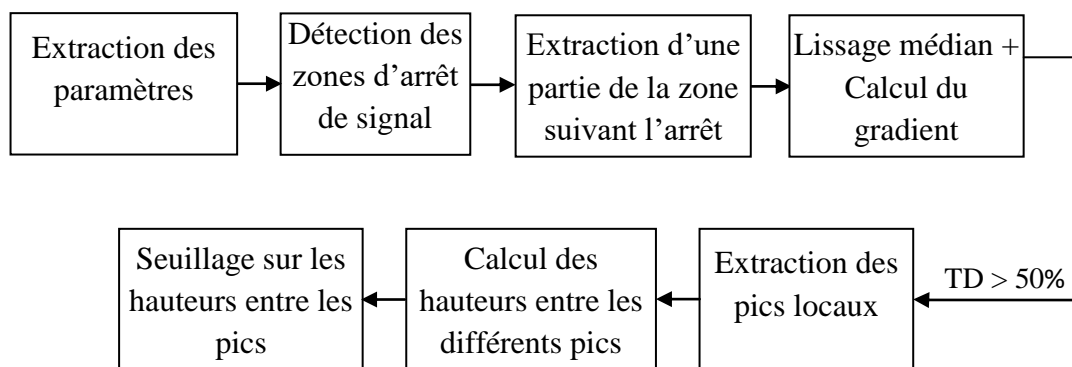 Extraction des
paramètres
Détection des
zones d’arrêt
de signal
Extraction d’une
partie de la zone
suivant l’arrêt
Lissage médian +
Calcul du
gradient
TD > 50%
Extraction des
pics locaux
Calcul des
hauteurs entre les
différents pics
Seuillage sur les
hauteurs entre les
pics